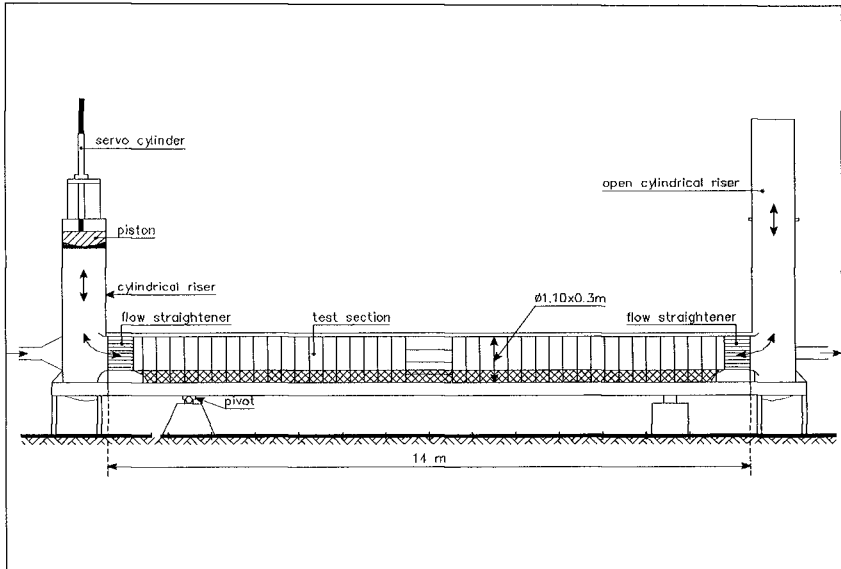 servo cylinder
open cylindrical riser
piston
cylindrical riser
flow straightener
test section
ø1,10x0.3m
flow straightener
pivot
14 m